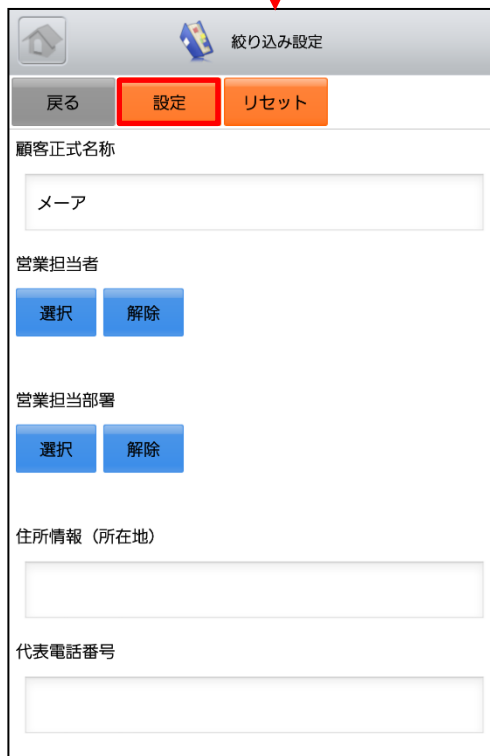 絞り込み設定
戻る 設定 リセット
顧客正式名称
メーア
営業担当者
選択 解除
営業担当部署
選択 解除
住所情報（所在地）
代表電話番号